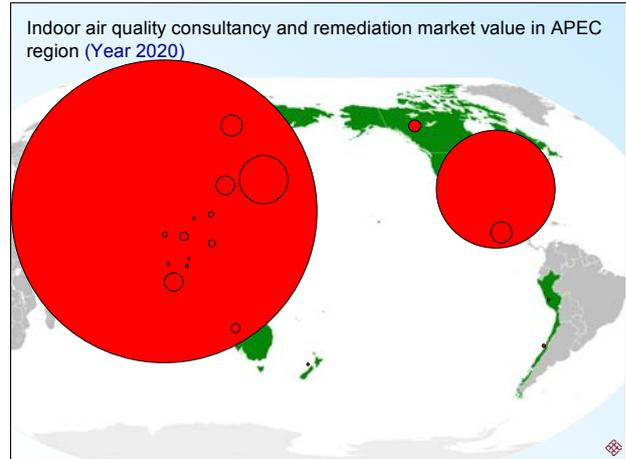 Indoor air quality consultancy and remediation market value in APEC
region (Year 2020)